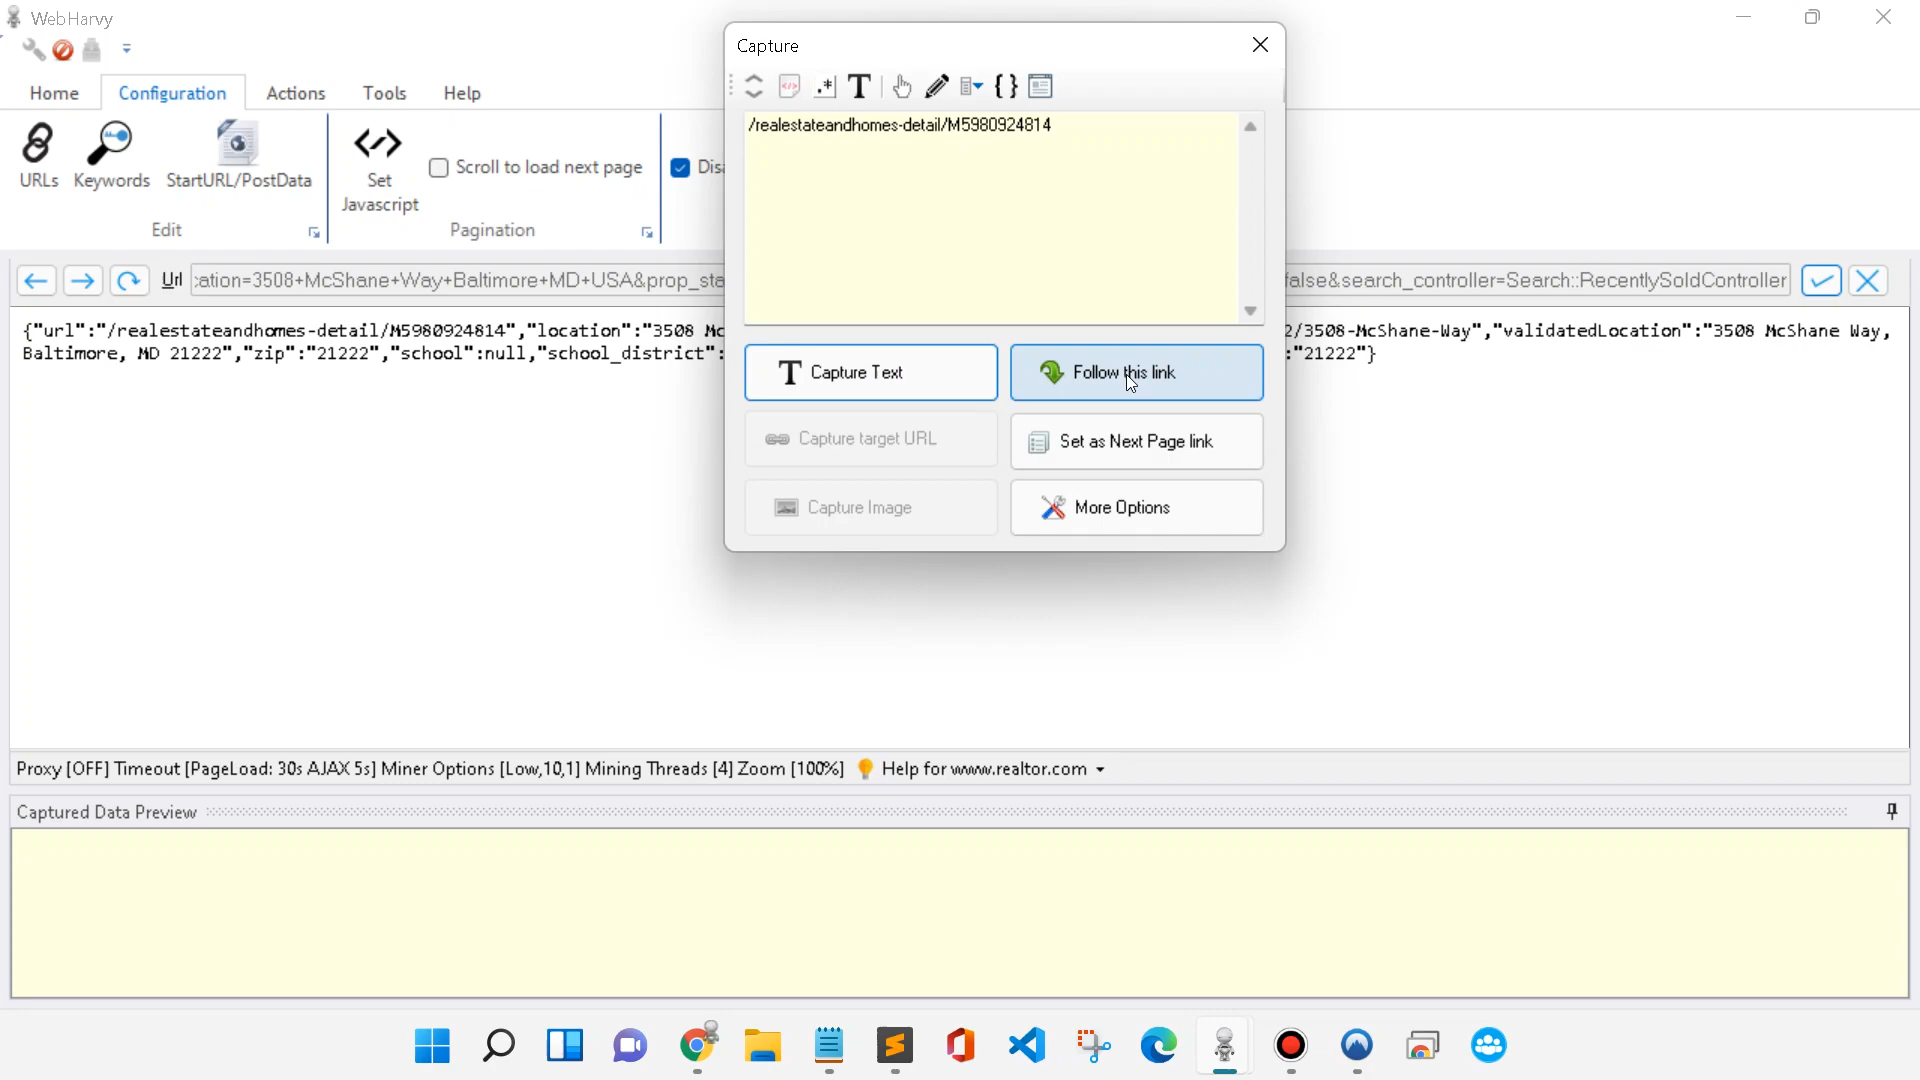 WebHarvy
Home Configuration Actions Tools Help
URLs Keywords StartURL/PostData
Edit
Set
Javascript
Scroll to load next page
Pagination
Disa
Url :ation=3508+McShane+Way+Baltimore+MD+USA&prop_sta
false&search_controller=Search::RecentlySoldController
{"url":"/realestateandhomes-detail/M5980924814","location":"3508 Mc
2/3508-McShane-Way","validatedLocation":"3508 McShane Way,
Baltimore, MD 21222","zip":"21222","school":null,"school_district":
:"21222"}
Capture
.*
T
{ }
/realestateandhomes-detail/M5980924814
T Capture Text
Follow this link
Capture target URL
Set as Next Page link
Capture Image
More Options
Proxy [OFF] Timeout [PageLoad: 30s AJAX 5s] Miner Options [Low,10,1] Mining Threads [4] Zoom [100%] Help for www.realtor.com
Captured Data Preview